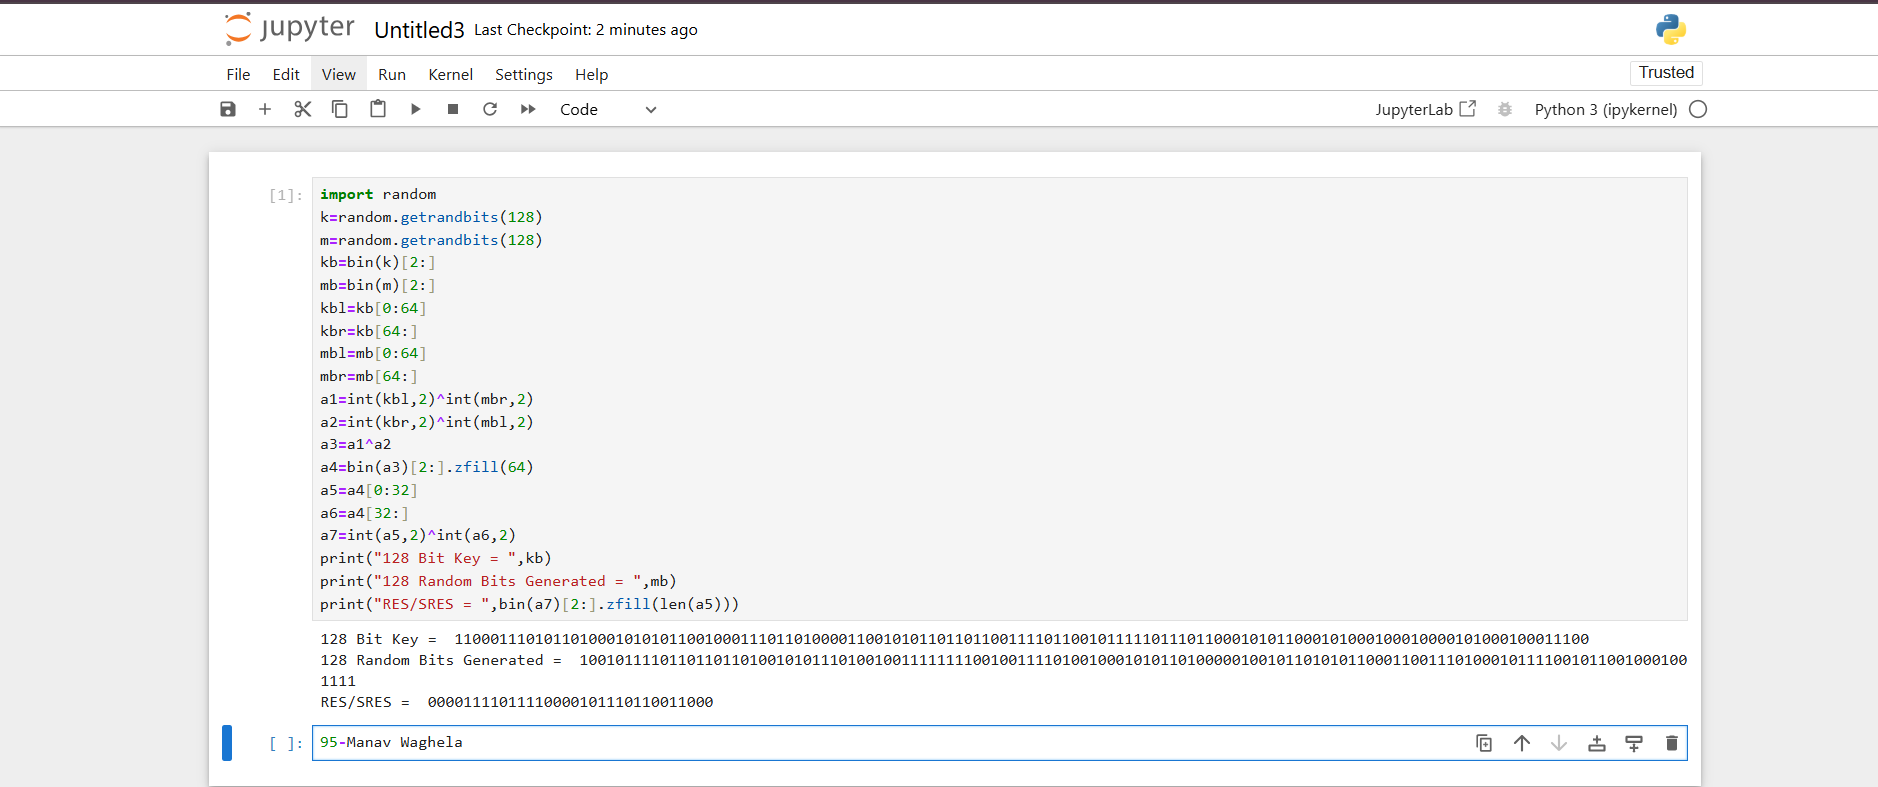 jupyter Untitled3 Last Checkpoint: 2 minutes ago
File Edit View Run Kernel Settings Help Trusted
Code JupyterLab Python 3 (ipykernel)
[1]: import random
k=random.getrandbits(128)
m=random.getrandbits(128)
kb=bin(k)[2:]
mb=bin(m)[2:]
kbl=kb[0:64]
kbr=kb[64:]
mbl=mb[0:64]
mbr=mb[64:]
a1=int(kbl,2)^int(mbr,2)
a2=int(kbr,2)^int(mbl,2)
a3=a1^a2
a4=bin(a3)[2:].zfill(64)
a5=a4[0:32]
a6=a4[32:]
a7=int(a5,2)^int(a6,2)
print("128 Bit Key = ",kb)
print("128 Random Bits Generated = ",mb)
print("RES/SRES = ",bin(a7)[2:].zfill(len(a5)))
128 Bit Key =
128 Random Bits Generated =
1111
RES/SRES = 00001111011110000101110110011000
[ ]: 95-Manav Waghela